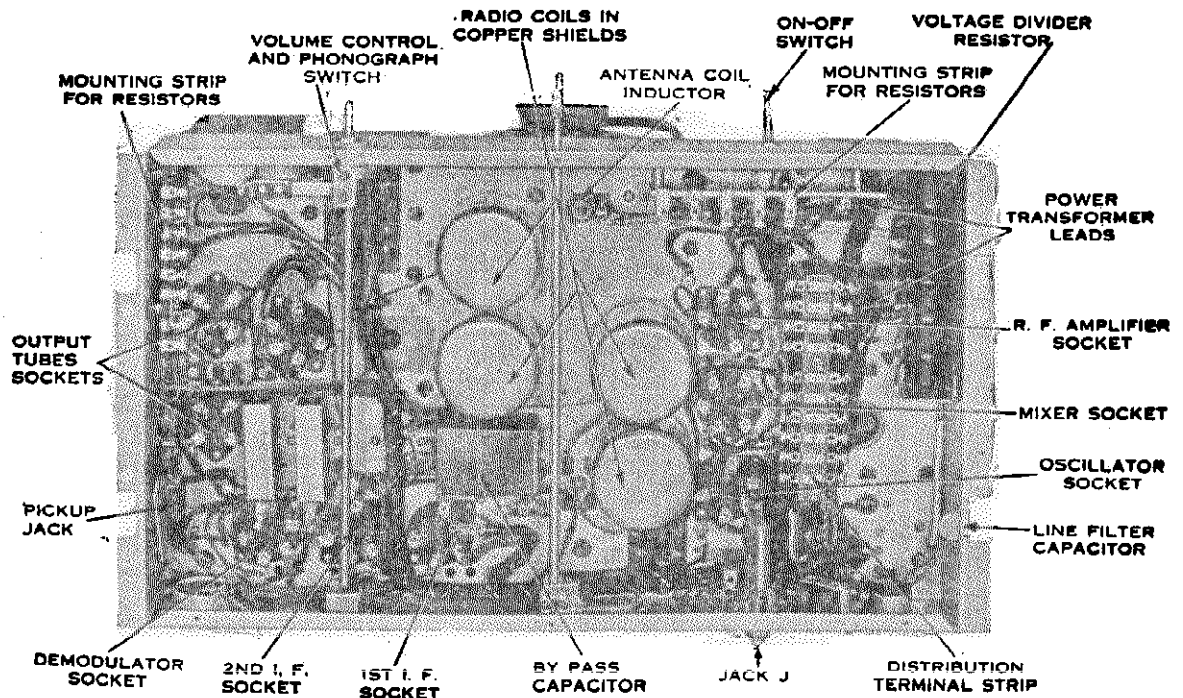 RADIO COILS IN
COPPER SHIELDS
ON-OFF
SWITCH
VOLTAGE DIVIDER
RESISTOR
VOLUME CONTROL
AND PHONOGRAPH
SWITCH
MOUNTING STRIP
FOR RESISTORS
ANTENNA COIL
INDUCTOR
MOUNTING STRIP
FOR RESISTORS
POWER
TRANSFORMER
LEADS
OUTPUT
TUBES
SOCKETS
R. F. AMPLIFIER
SOCKET
MIXER SOCKET
OSCILLATOR
SOCKET
PICKUP
JACK
LINE FILTER
CAPACITOR
DEMODULATOR
SOCKET
2ND I. F.
SOCKET
1ST I. F.
SOCKET
BY PASS
CAPACITOR
JACK J
DISTRIBUTION
TERMINAL STRIP